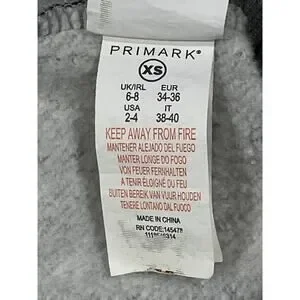 PRIMARK®
XS
UK/IRL EUR
6-8 34-36
USA IT
2-4 38-40
KEEP AWAY FROM FIRE
MANTENER ALEJADO DEL FUEGO
MANTER LONGE DO FOGO
VON FEUER FERNHALTEN
A TENIR ÉLOIGNÉ DU FEU
BUITEN BEREIK VAN VUUR HOUDEN
TENERE LONTANO DAL FUOCO
MADE IN CHINA
RN CODE: